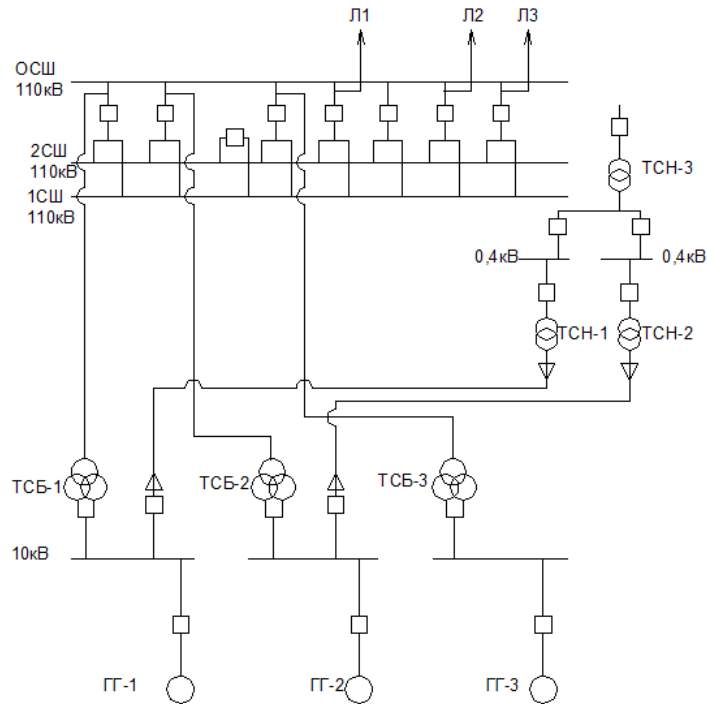 Л1 Л2 Л3
ОСШ
110кВ
2СШ
110кВ
ТСН-3
1СШ
110кВ
0,4кВ 0,4кВ
ТСН-1 ТСН-2
ТСБ-1 ТСБ-2 ТСБ-3
10кВ
ГГ-1 ГГ-2 ГГ-3